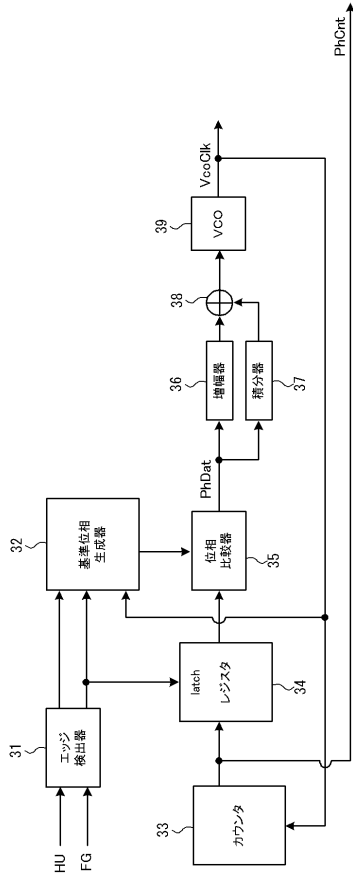 HU
FG
31
エッジ
検出器
32
基準位相
生成器
33
カウンタ
latch
レジスタ
34
位相
比較器
35
PhDat
36
増幅器
積分器
37
38
39
VCO
VcoClk
PhCnt